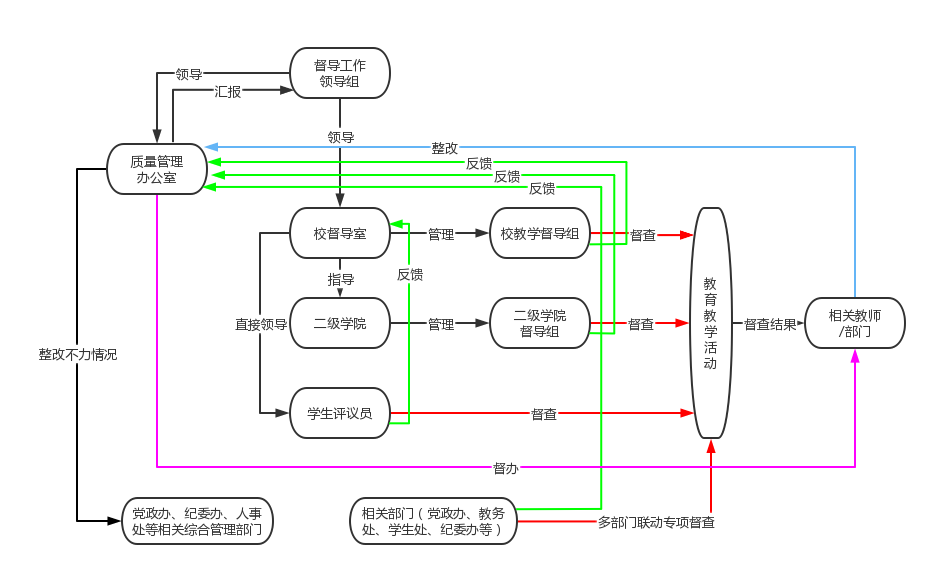 督导工作
领导组
领导
汇报
领导
整改
质量管理
办公室
反馈
反馈
反馈
校督导室
管理
校教学督导组
督查
反馈
指导
教
育
教
学
活
动
直接领导
二级学院
管理
二级学院
督导组
督查
督查结果
相关教师
/部门
整改不力情况
学生评议员
督查
督办
党政办、纪委办、人事
处等相关综合管理部门
相关部门（党政办、教务
处、学生处、纪委办等）
多部门联动专项督查